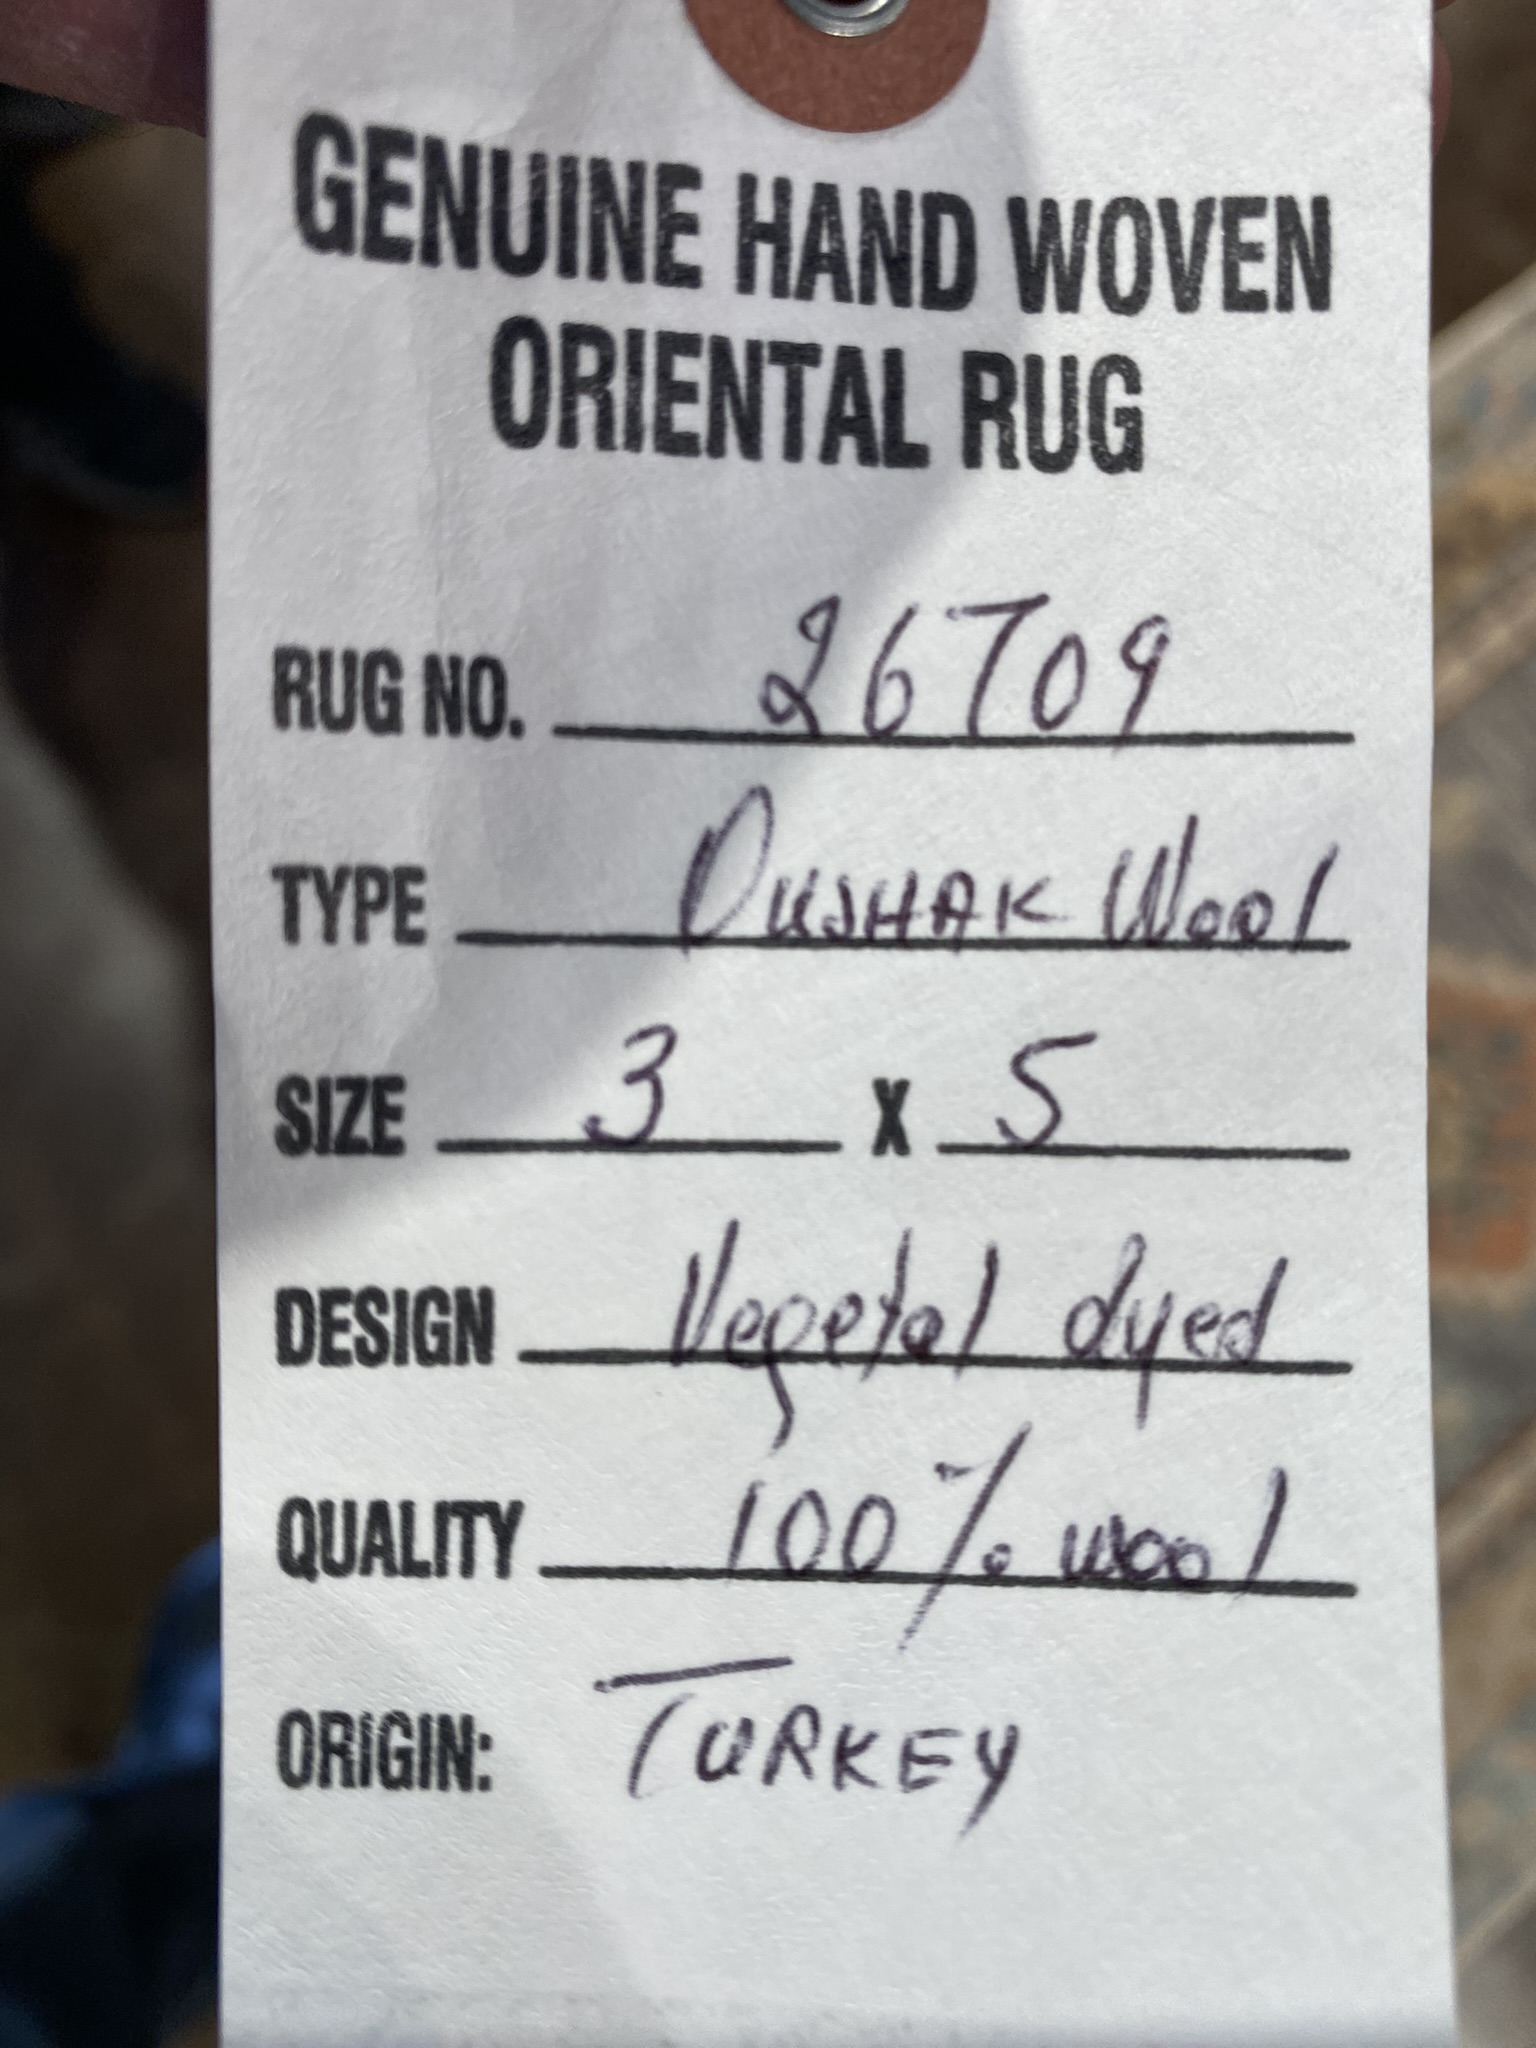 GENUINE HAND WOVEN
ORIENTAL RUG
RUG NO. 26709
TYPE OUSHAK Wool
SIZE 3 X 5
DESIGN Vegetal dyed
QUALITY 100% wool
ORIGIN: TURKEY